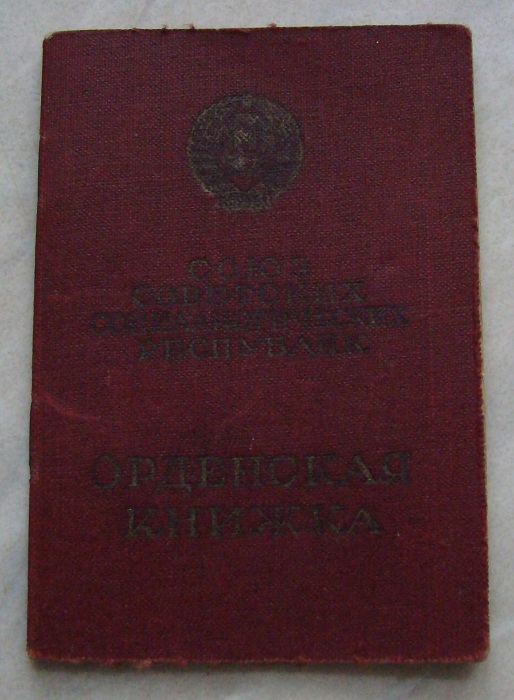 СОЮЗ
СОВЕТСКИХ
СОЦИАЛИСТИЧЕСКИХ
РЕСПУБЛИК
ОРДЕНСКАЯ
КНИЖКА